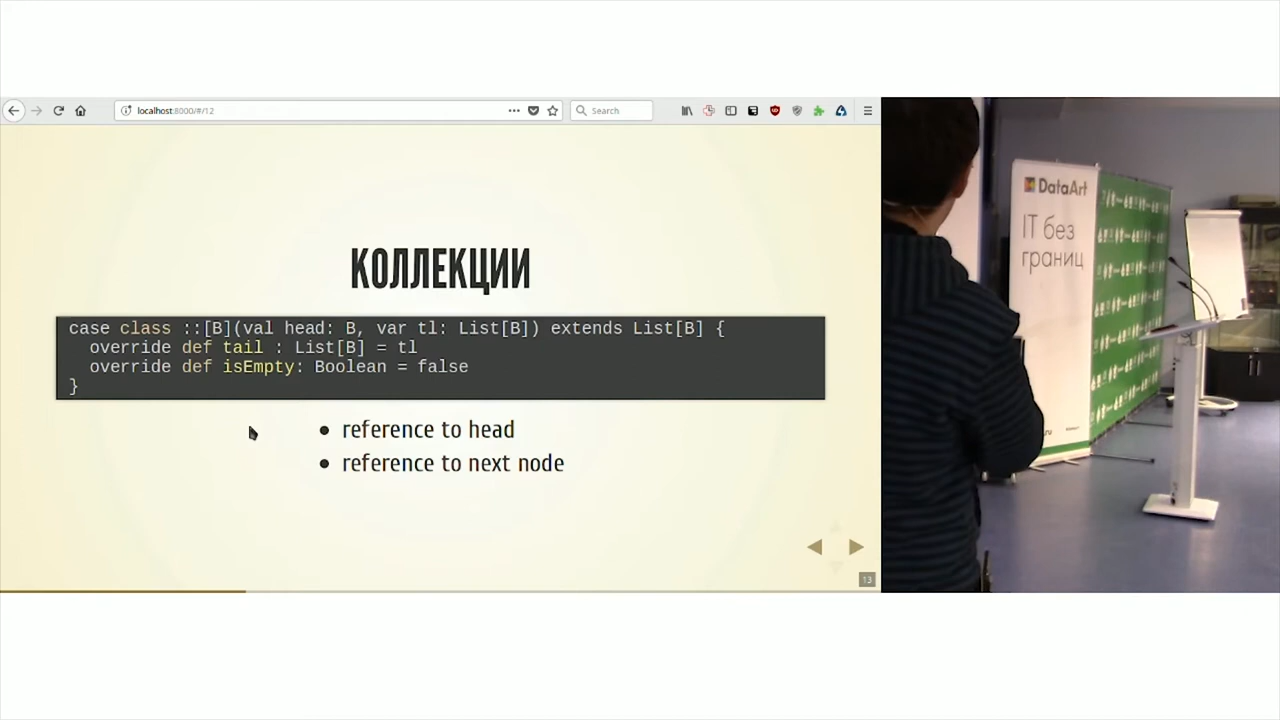 localhost:8000/#/12
Search
КОЛЛЕКЦИИ
case class ::[B](val head: B, var tl: List[B]) extends List[B] {
override def tail : List[B] = tl
override def isEmpty: Boolean = false
}
reference to head
reference to next node
13
DataArt
IT без
границ